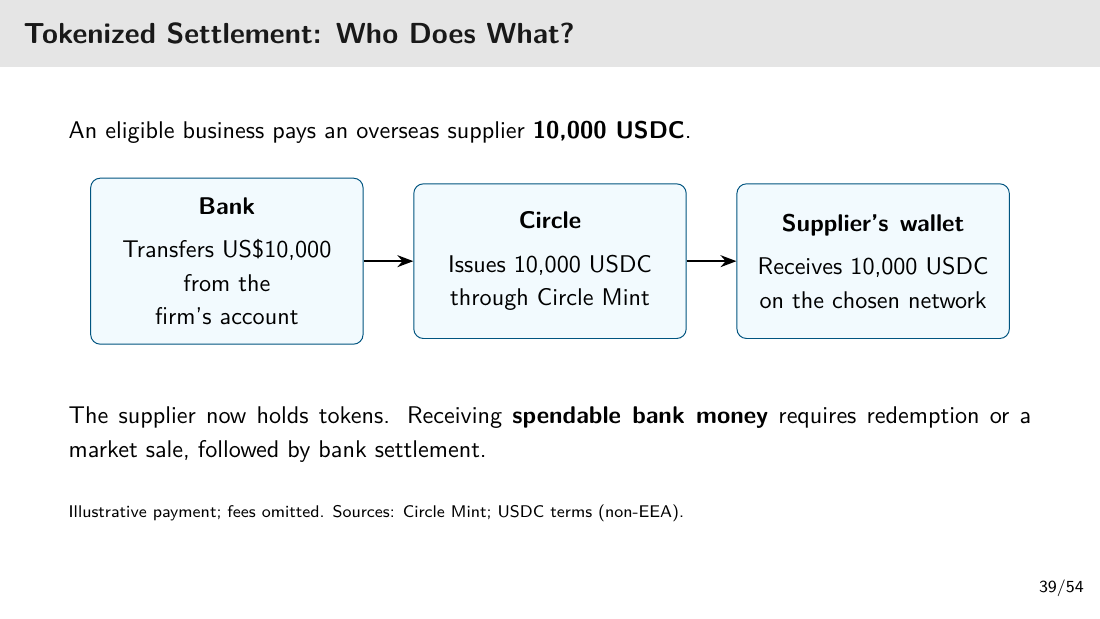 Tokenized Settlement: Who Does What?
An eligible business pays an overseas supplier 10,000 USDC.
Bank
Transfers US$10,000
from the
firm's account
Circle
Issues 10,000 USDC
through Circle Mint
Supplier's wallet
Receives 10,000 USDC
on the chosen network
The supplier now holds tokens. Receiving spendable bank money requires redemption or a
market sale, followed by bank settlement.
Illustrative payment; fees omitted. Sources: Circle Mint; USDC terms (non-EEA).
39/54